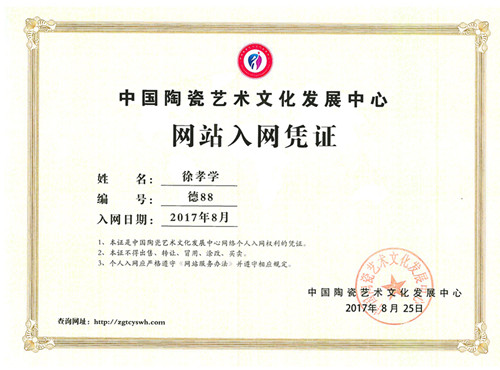 中国陶瓷艺术文化发展中心
网站入网凭证
姓 名: 徐孝学
编 号: 德88
入网日期: 2017年8月
1、本证是中国陶瓷艺术文化发展中心网络个人入网权利的凭证。
2、本证不得出售、转让、冒用、涂改、买卖。
3、个人入网应严格遵守《网站服务办法》并遵守相应规定。
中国陶瓷艺术文化发展中心
2017年 8 月 25日
查询网址: http://zgtcyswh.com